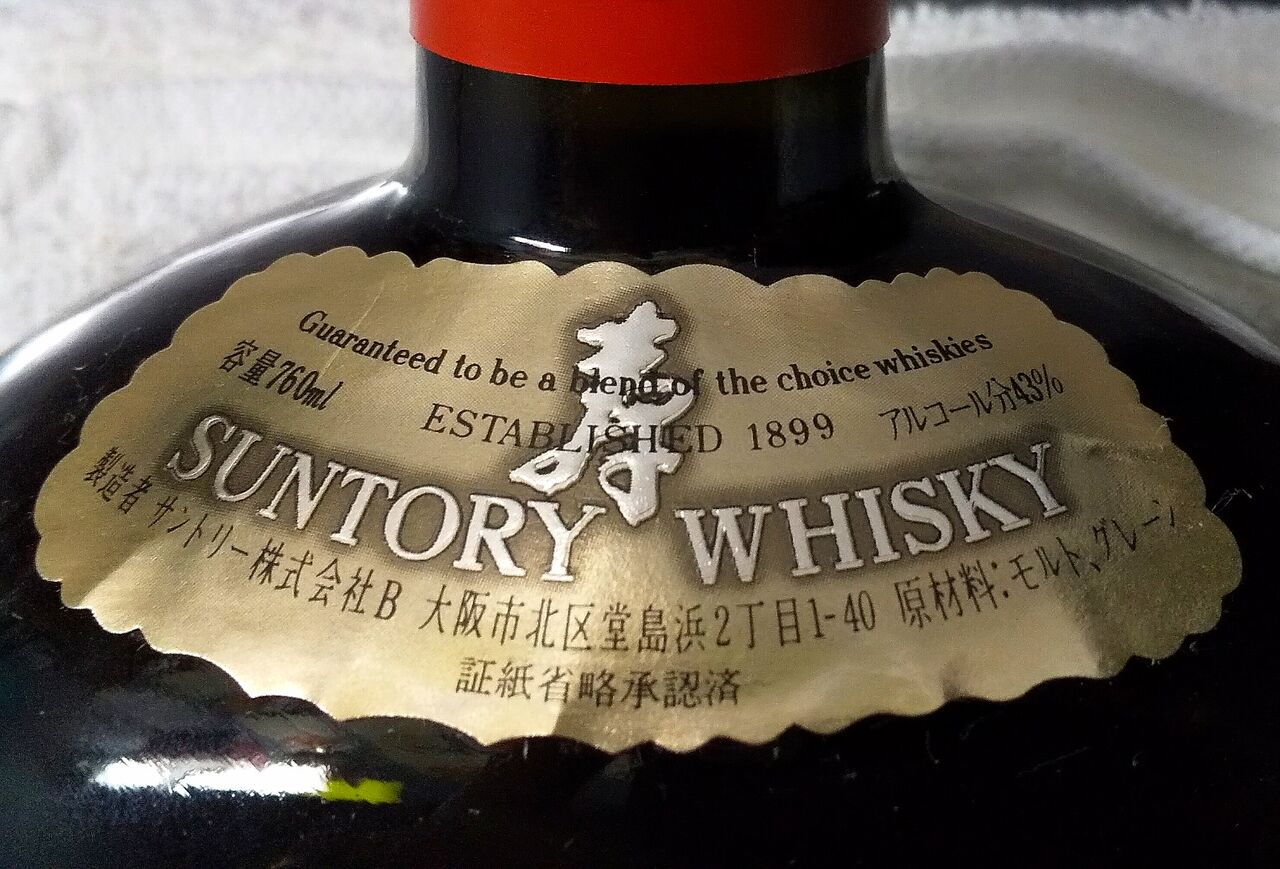 寿
Guaranteed to be a blend of the choice whiskies
容量760ml
ESTABLISHED 1899
アルコール分43%
SUNTORY WHISKY
製造者 サントリー株式会社B 大阪市北区堂島浜2丁目1-40 原材料:モルト、グレーン
証紙省略承認済